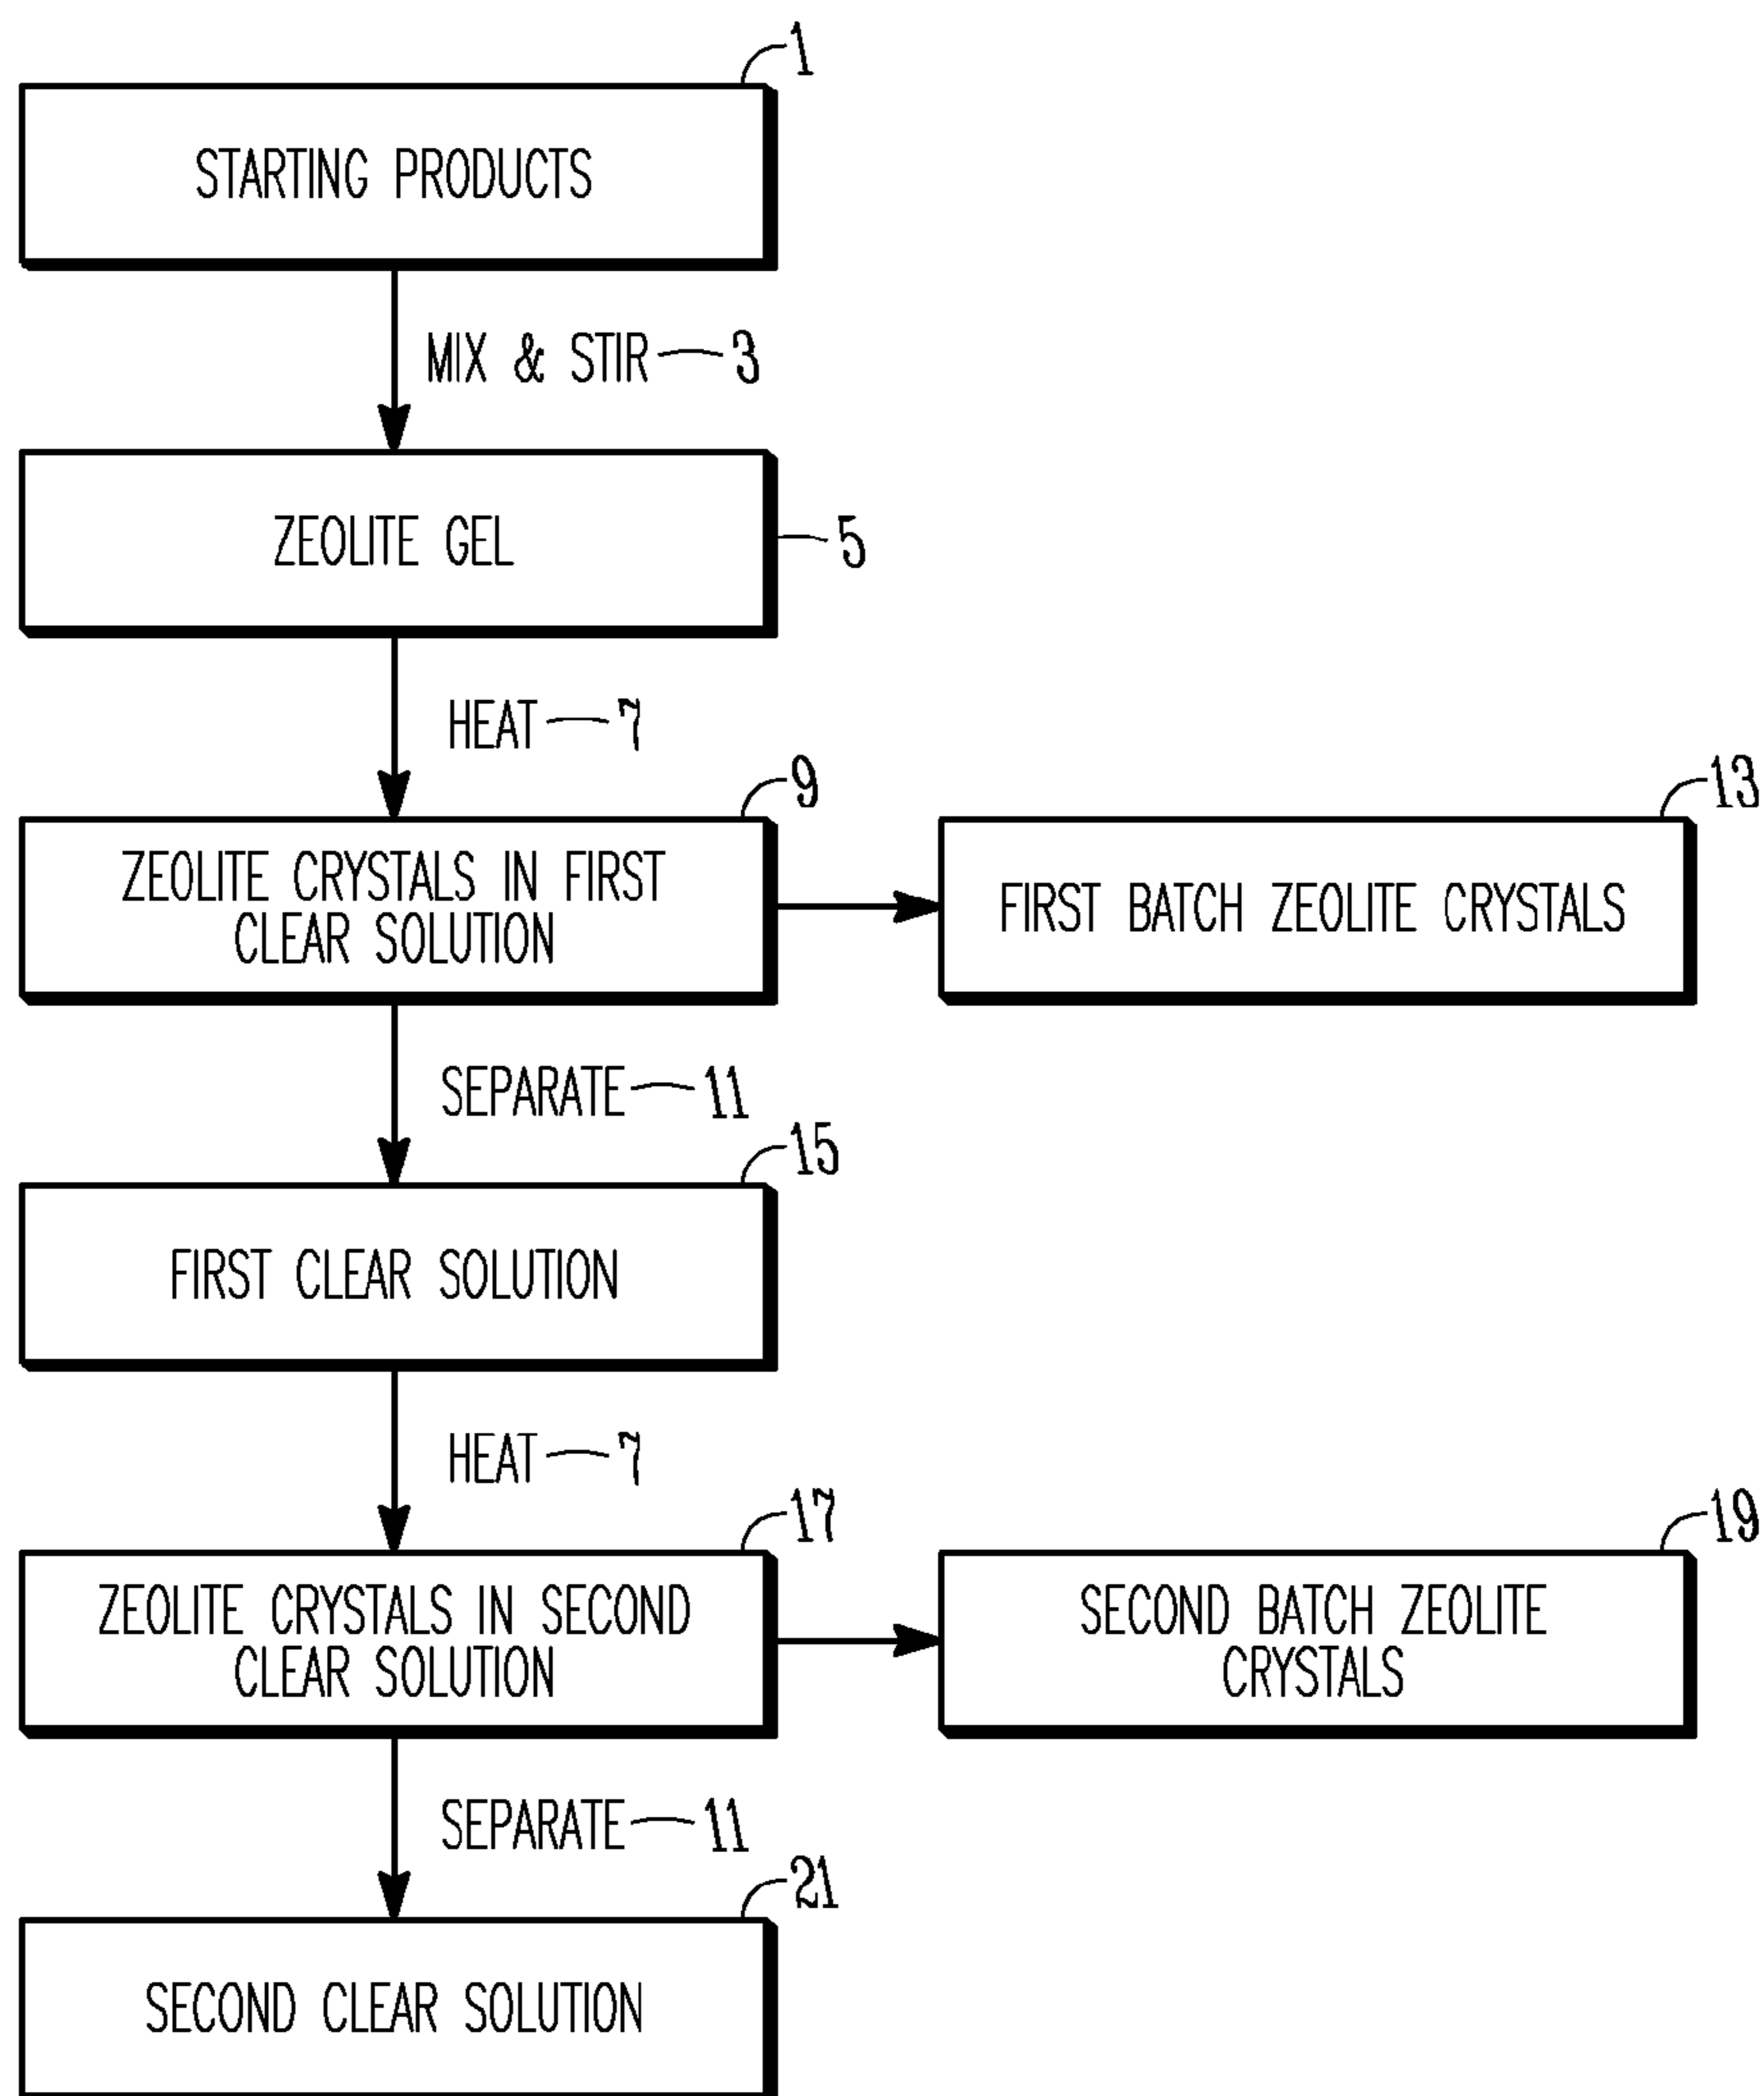 1
STARTING PRODUCTS
MIX & STIR 3
ZEOLITE GEL
5
HEAT 7
9
13
ZEOLITE CRYSTALS IN FIRST
CLEAR SOLUTION
FIRST BATCH ZEOLITE CRYSTALS
SEPARATE 11
15
FIRST CLEAR SOLUTION
HEAT 7
17
19
ZEOLITE CRYSTALS IN SECOND
CLEAR SOLUTION
SECOND BATCH ZEOLITE
CRYSTALS
SEPARATE 11
21
SECOND CLEAR SOLUTION